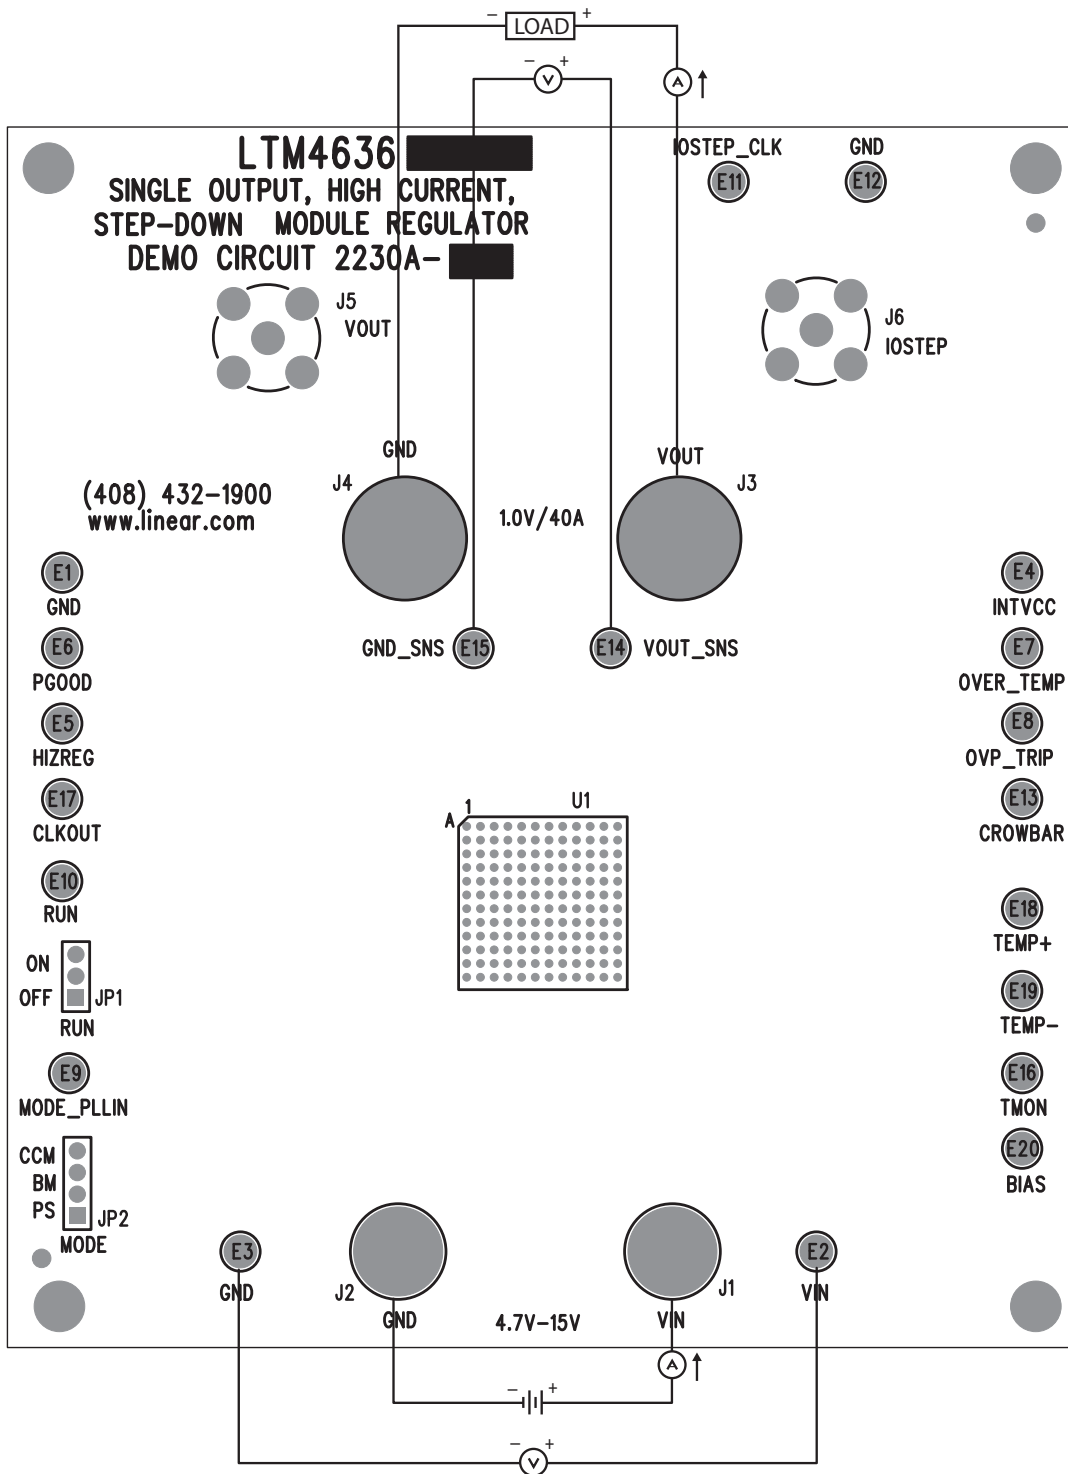 - LOAD +
- V +
A
LTM4636
SINGLE OUTPUT, HIGH CURRENT,
STEP-DOWN MODULE REGULATOR
DEMO CIRCUIT 2230A-
IOSTEP_CLK
E11
GND
E12
J5
VOUT
J6
IOSTEP
GND
J4
VOUT
J3
(408) 432-1900
www.linear.com
1.0V/40A
E1
GND
E6
PGOOD
E5
HIZREG
E17
CLKOUT
E10
RUN
GND_SNS E15
E14 VOUT_SNS
E4
INTVCC
E7
OVER_TEMP
E8
OVP_TRIP
E13
CROWBAR
A 1
U1
E18
TEMP+
E19
TEMP-
E16
TMON
E20
BIAS
ON
OFF JP1
RUN
E9
MODE_PLLIN
CCM
BM
PS JP2
MODE
E3
GND
J2
GND
4.7V-15V
J1
VIN
E2
VIN
A
- +
- V +